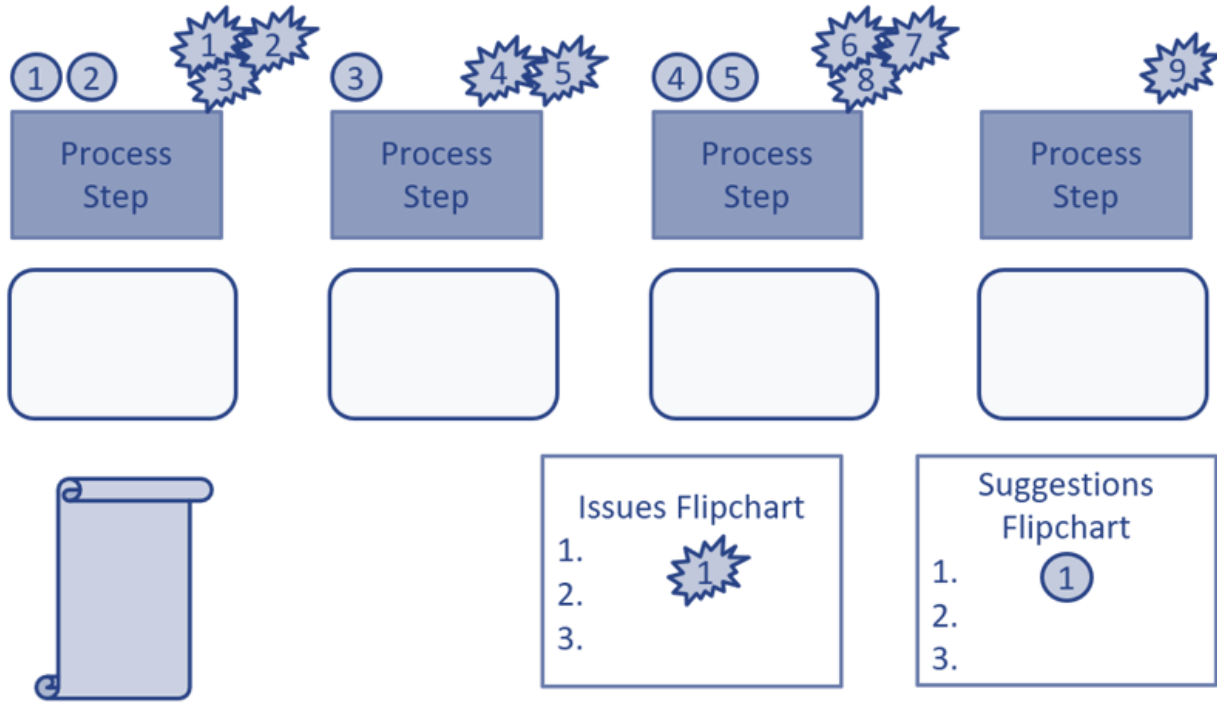 1 2 1 2 3 3 4 5 4 5 6 7 8 9
Process
Step
Process
Step
Process
Step
Process
Step
Issues Flipchart
1.
1
2.
3.
Suggestions
Flipchart
1.
1
2.
3.